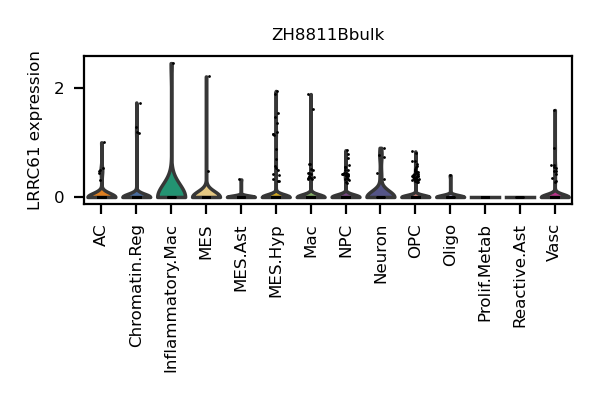 ZH8811Bbulk
LRRC61 expression
2
0
AC
Chromatin.Reg
Inflammatory.Mac
MES
MES.Ast
MES.Hyp
Mac
NPC
Neuron
OPC
Oligo
Prolif.Metab
Reactive.Ast
Vasc